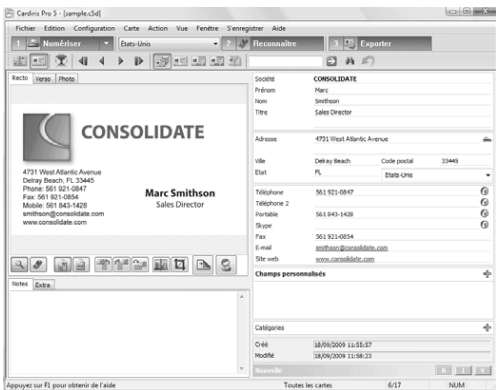 Cardiris Pro 5 - [sample.c5d]
Fichier Edition Configuration Carte Action Vue Fenêtre S'enregistrer Aide
1 Numériser Etats-Unis 2 Reconnaître 3 Exporter
Recto Verso Photo
CONSOLIDATE
4731 West Atlantic Avenue
Delray Beach, FL 33445
Phone: 561 921-0847
Fax: 561 921-0854
Mobile: 561 843-1428
smithson@consolidate.com
www.consolidate.com
Marc Smithson
Sales Director
Notes Extra
Société CONSOLIDATE
Prénom Marc
Nom Smithson
Titre Sales Director
Adresse 4731 West Atlantic Avenue
Ville Delray Beach Code postal 33445
Etat FL Etats-Unis
Téléphone 561 921-0847
Téléphone 2
Portable 561 843-1428
Skype
Fax 561 921-0854
E-mail smithson@consolidate.com
Site web www.consolidate.com
Champs personnalisés
Catégories
Créé 18/09/2009 11:55:57
Modifié 18/09/2009 11:58:23
Nouvelle
Appuyez sur F1 pour obtenir de l'aide Toutes les cartes 6/17 NUM